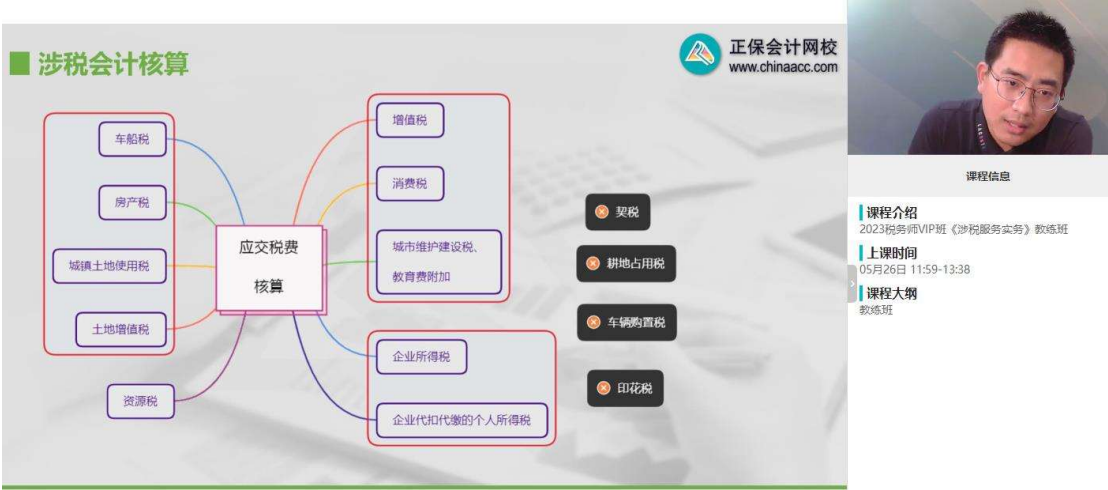 涉税会计核算
正保会计网校
www.chinaacc.com
车船税
房产税
城镇土地使用税
土地增值税
资源税
应交税费
核算
增值税
消费税
城市维护建设税、
教育费附加
企业所得税
企业代扣代缴的个人所得税
契税
耕地占用税
车辆购置税
印花税
课程信息
课程介绍
2023税务师VIP班《涉税服务实务》教练班
上课时间
05月26日 11:59-13:38
课程大纲
教练班